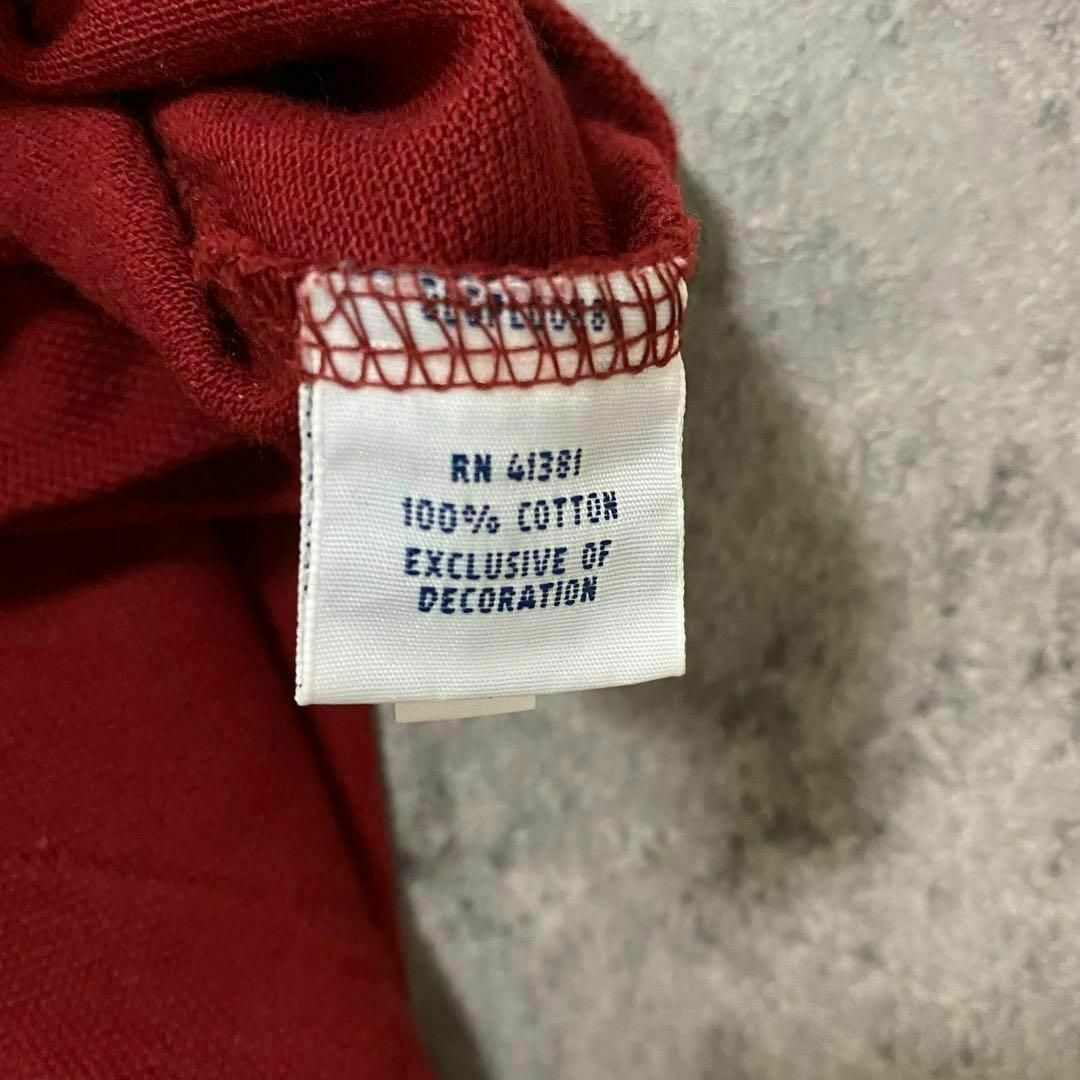 RN 41381
100% COTTON
EXCLUSIVE OF
DECORATION